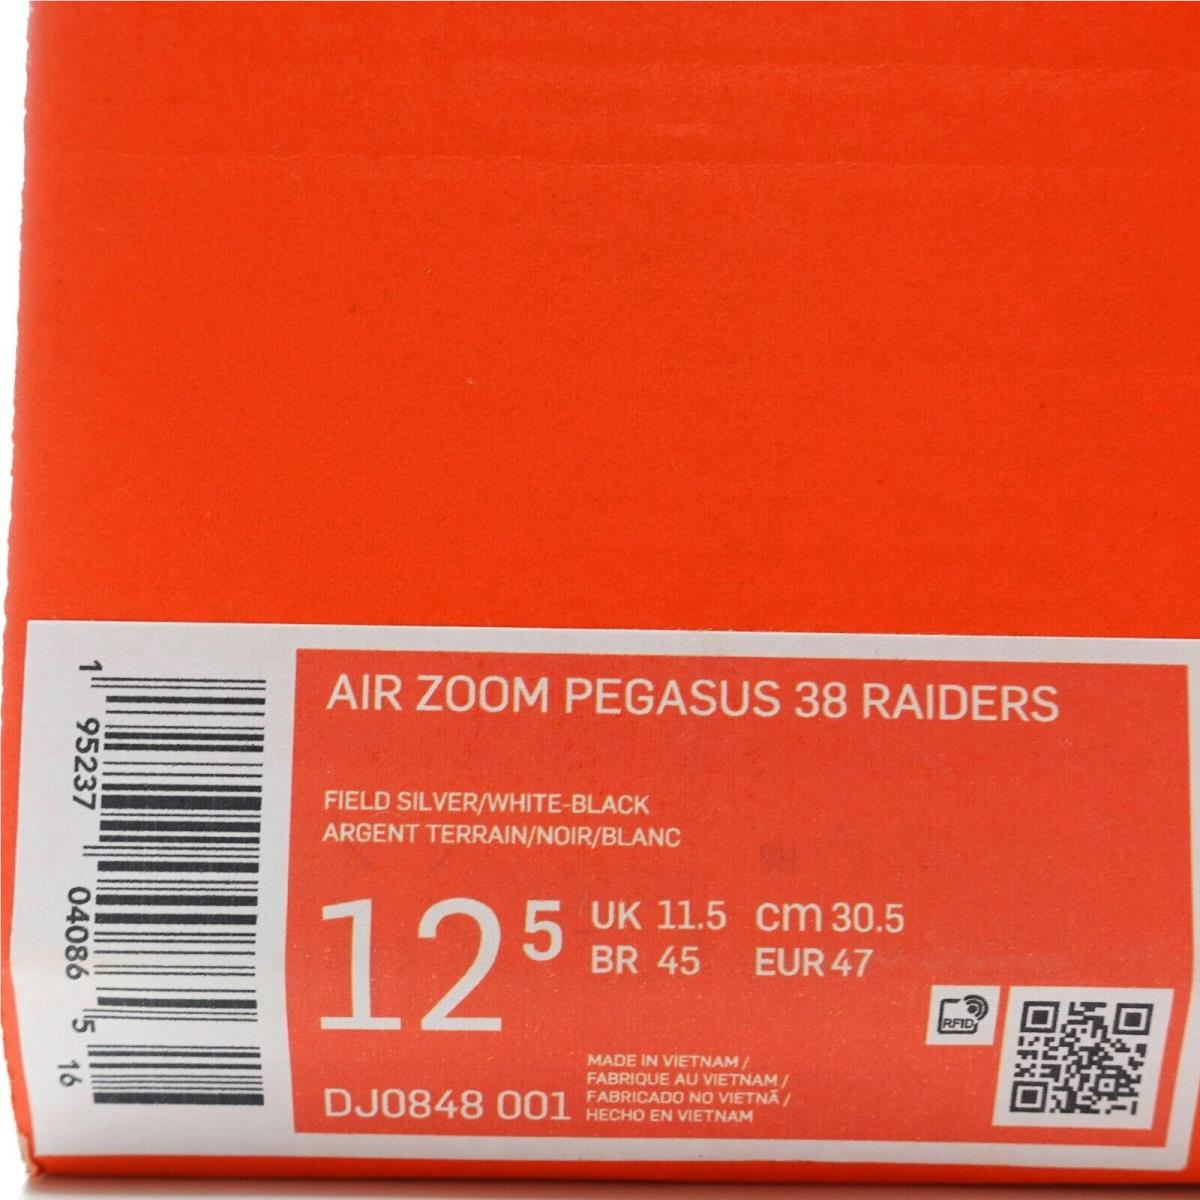 AIR ZOOM PEGASUS 38 RAIDERS
FIELD SILVER/WHITE-BLACK
ARGENT TERRAIN/NOIR/BLANC
12 5
UK 11.5 cm 30.5
BR 45 EUR 47
RFID
DJ0848 001
MADE IN VIETNAM /
FABRIQUE AU VIETNAM /
FABRICADO NO VIETNÃ /
HECHO EN VIETNAM
1 95237 04086 5 16